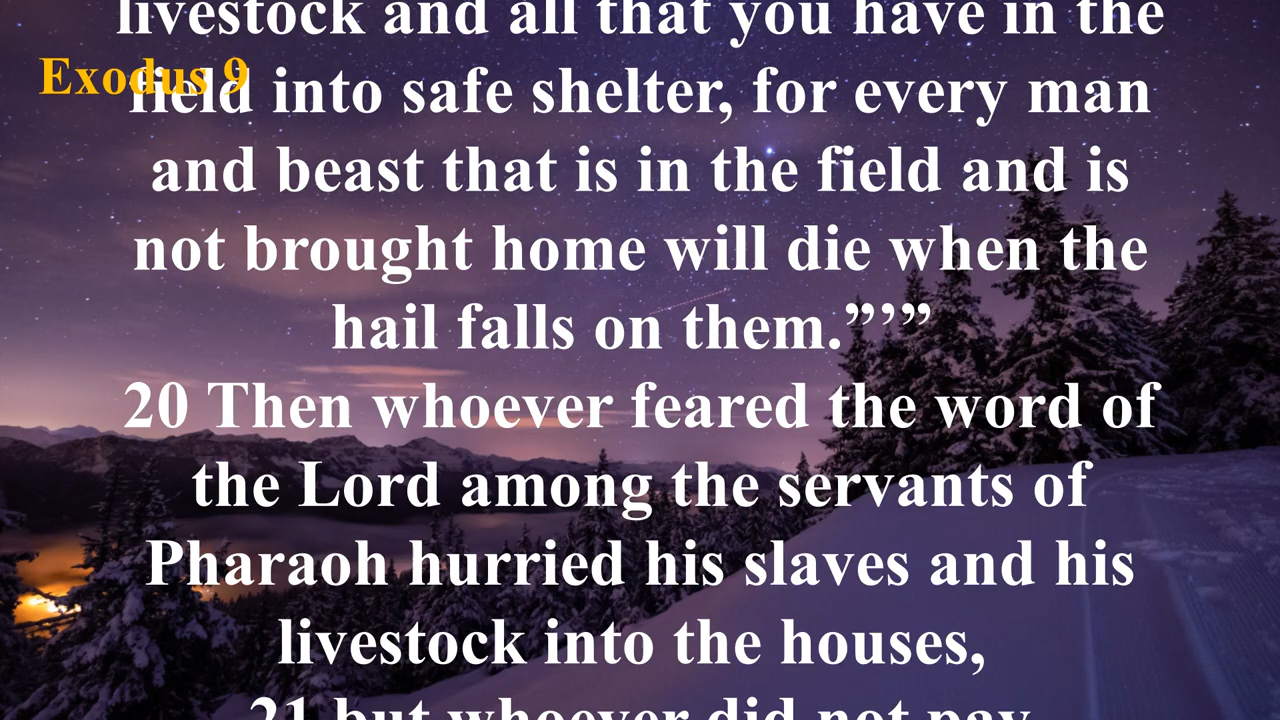 livestock and all that you have in the
Exodus 9
field into safe shelter, for every man
and beast that is in the field and is
not brought home will die when the
hail falls on them.”’”
20 Then whoever feared the word of
the Lord among the servants of
Pharaoh hurried his slaves and his
livestock into the houses,
21 but whoever did not pay